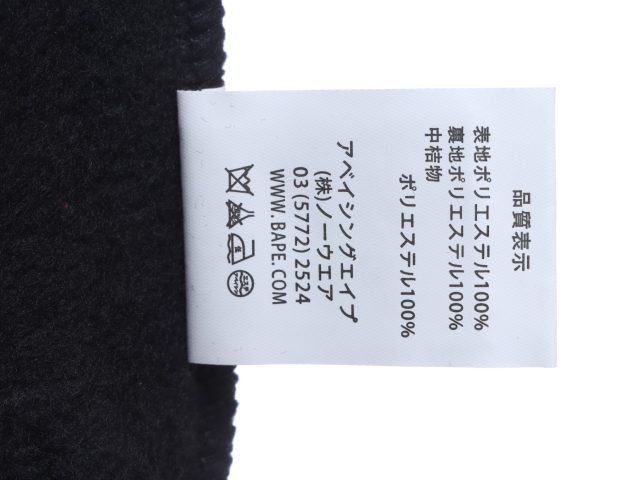 品質表示
表地ポリエステル100%
裏地ポリエステル100%
中桔物
ポリエステル100%
アベイシングエイプ
(株)ノーウエア
03 (5772) 2524
WWW. BAPE.COM